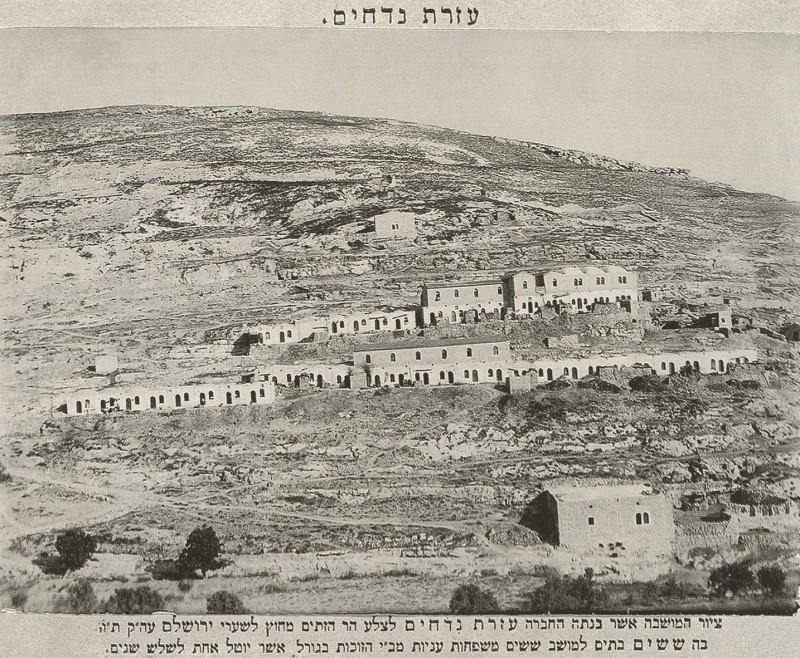 עזרת נדחים.
ציור המושבה אשר בנתה החברה עזרת נדחים לצלע הר הזתים מחוץ לשערי ירושלם עה״ק ת״ו,
בה ששים בתים למושב ששים משפחות עניות מב״י הזוכות בגורל אשר יוטל אחת לשלש שנים.